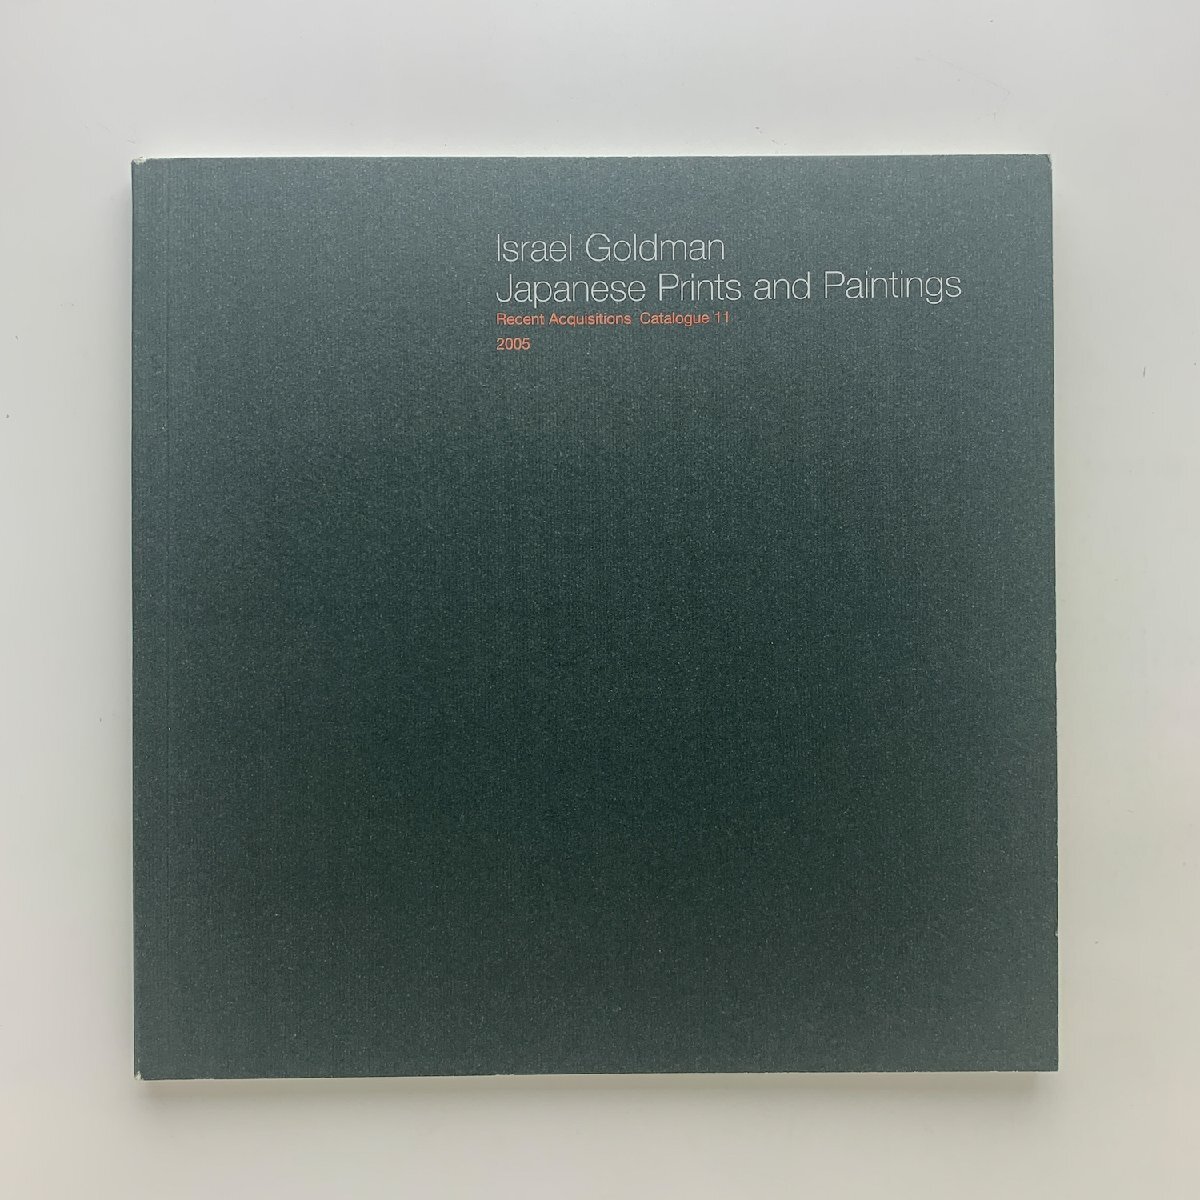 Israel Goldman
Japanese Prints and Paintings
Recent Acquisitions Catalogue 11
2005